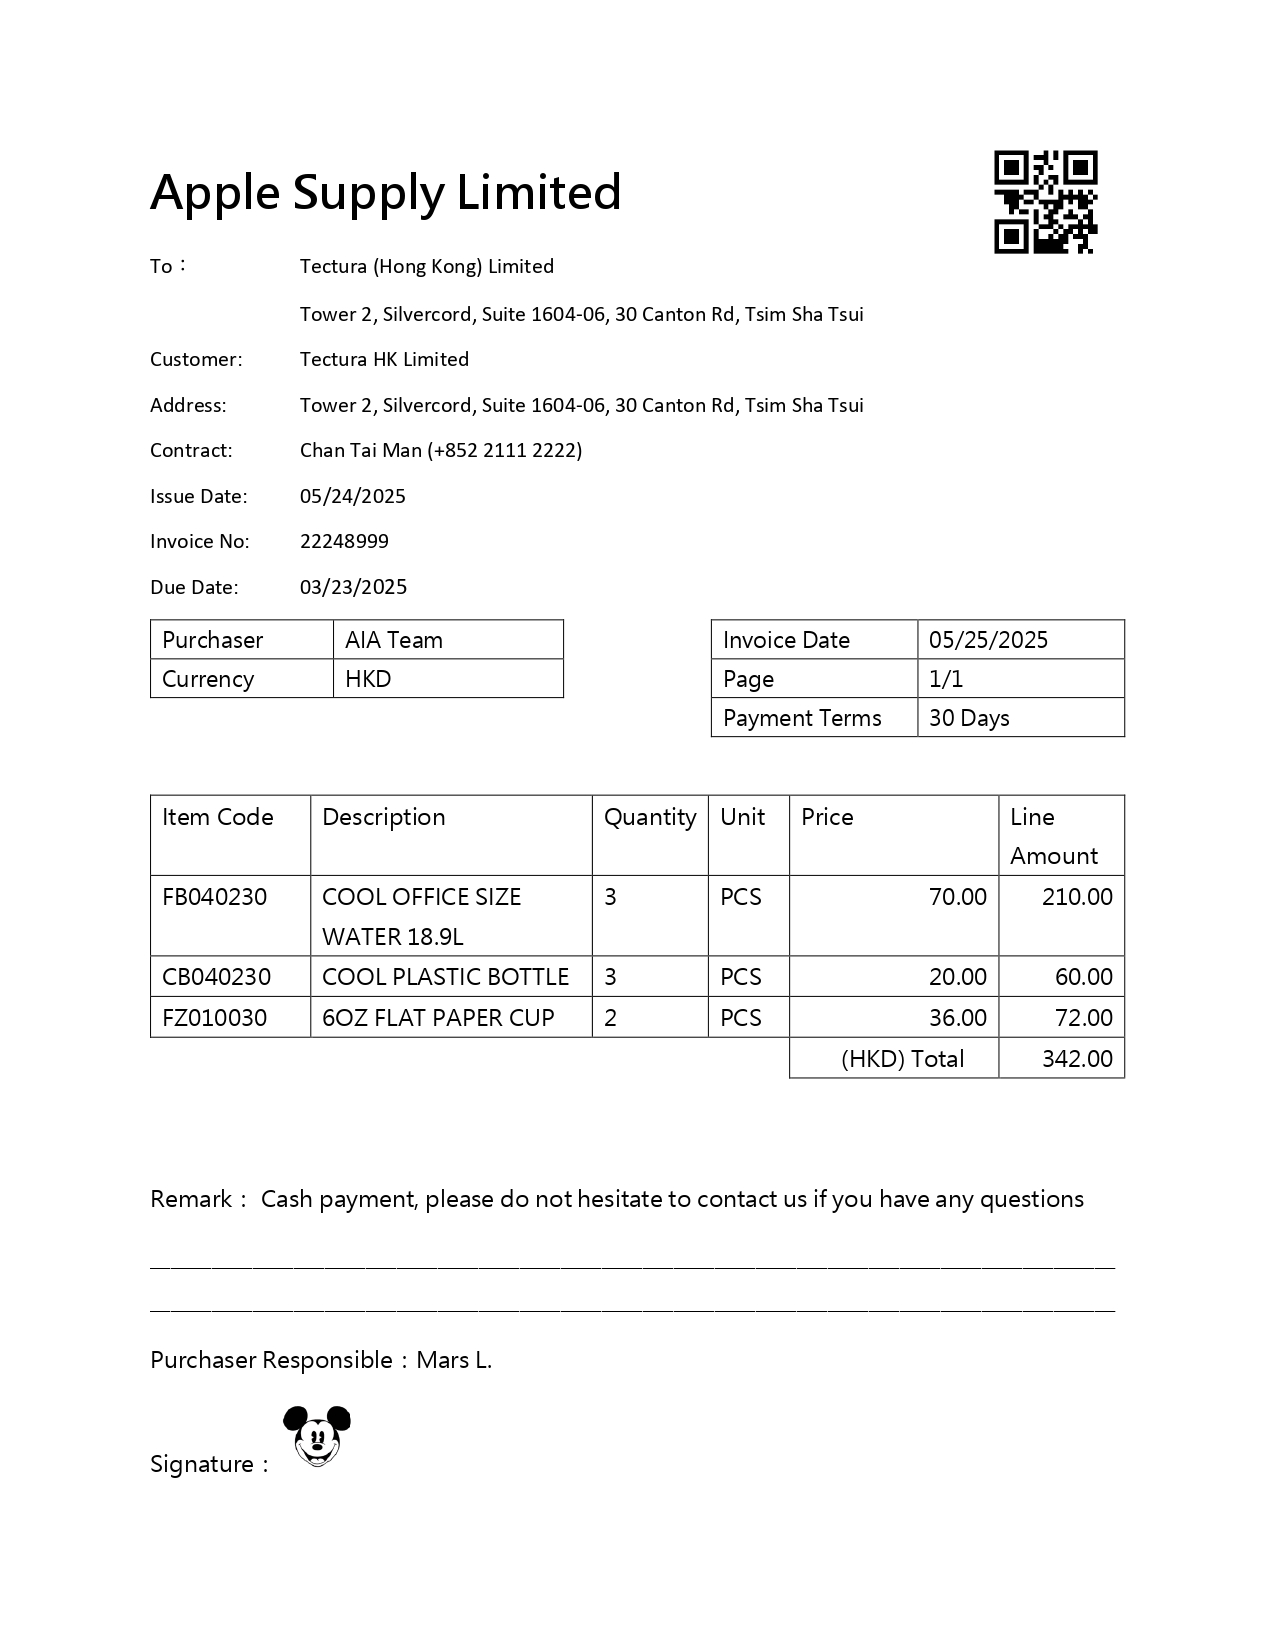 Apple Supply Limited
To： Tectura (Hong Kong) Limited
Tower 2, Silvercord, Suite 1604-06, 30 Canton Rd, Tsim Sha Tsui
Customer: Tectura HK Limited
Address: Tower 2, Silvercord, Suite 1604-06, 30 Canton Rd, Tsim Sha Tsui
Contract: Chan Tai Man (+852 2111 2222)
Issue Date: 05/24/2025
Invoice No: 22248999
Due Date: 03/23/2025
Purchaser AIA Team
Currency HKD
Invoice Date 05/25/2025
Page 1/1
Payment Terms 30 Days
Item Code Description Quantity Unit Price Line
Amount
FB040230 COOL OFFICE SIZE 3 PCS 70.00 210.00
WATER 18.9L
CB040230 COOL PLASTIC BOTTLE 3 PCS 20.00 60.00
FZ010030 6OZ FLAT PAPER CUP 2 PCS 36.00 72.00
(HKD) Total 342.00
Remark： Cash payment, please do not hesitate to contact us if you have any questions
Purchaser Responsible：Mars L.
Signature：